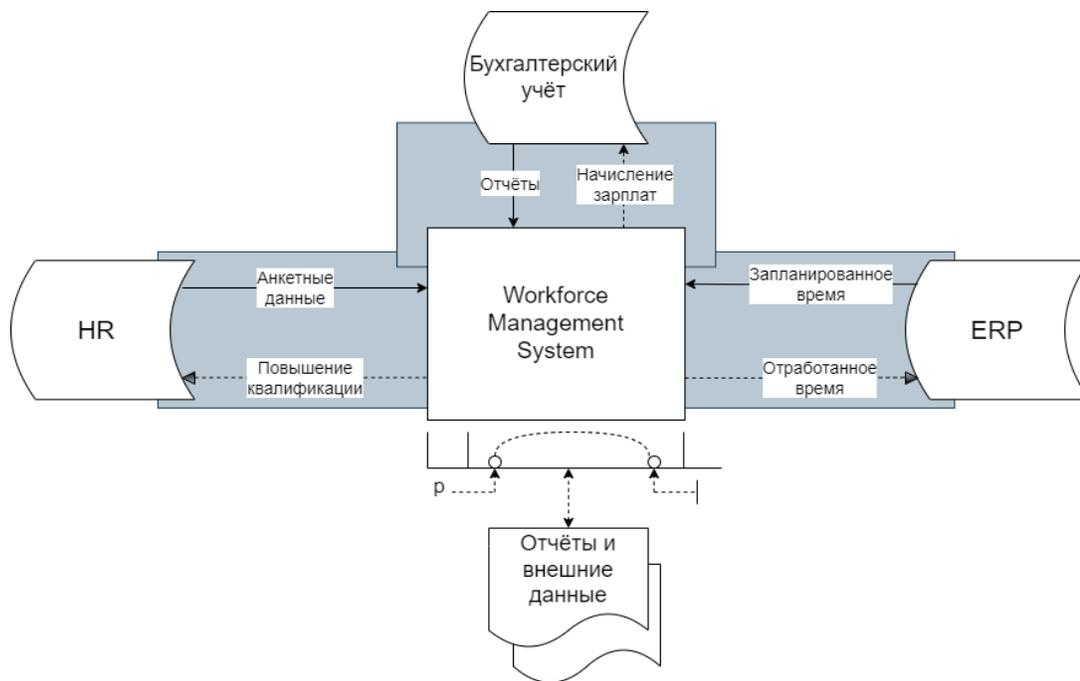 Бухгалтерский
учёт
Отчёты
Начисление
зарплат
HR
Анкетные
данные
Повышение
квалификации
Workforce
Management
System
Запланированное
время
Отработанное
время
ERP
р
Отчёты и
внешние
данные